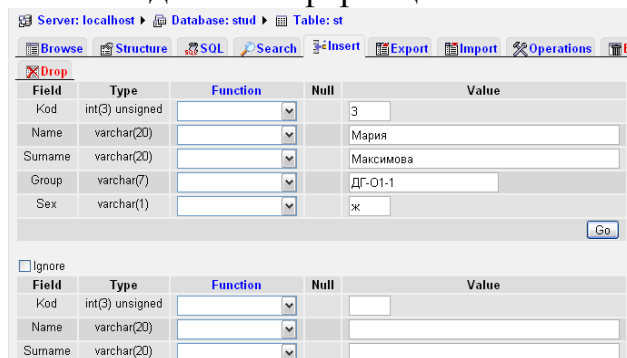 Server: localhost ▸ Database: stud ▸ Table: st
Browse Structure SQL Search Insert Export Import Operations
Drop
Field Type Function Null Value
Kod int(3) unsigned 3
Name varchar(20) Мария
Surname varchar(20) Максимова
Group varchar(7) ДГ-О1-1
Sex varchar(1) ж
Go
Ignore
Field Type Function Null Value
Kod int(3) unsigned
Name varchar(20)
Surname varchar(20)